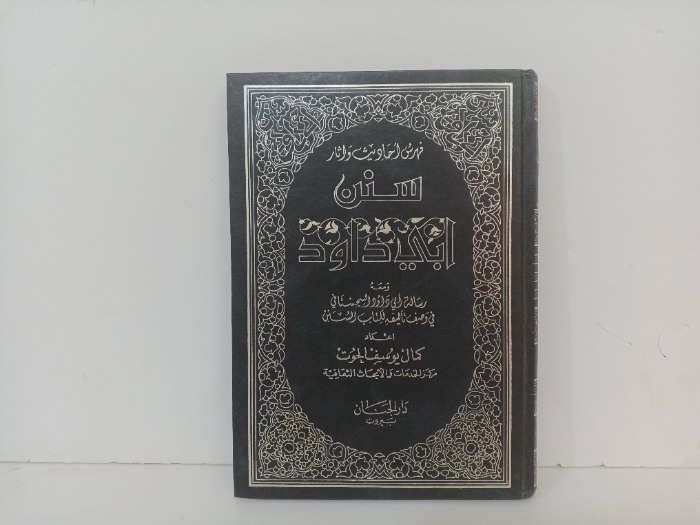 فهرس أحاديث وآثار
سنن
أبي داود
ومعه
رسالة أبي داود السجستاني
في وصف تأليفه لكتاب السنن
اعداد
كمال يوسف الحوت
مركز الخدمات والأبحاث الثقافية
دار الجنان
بيروت